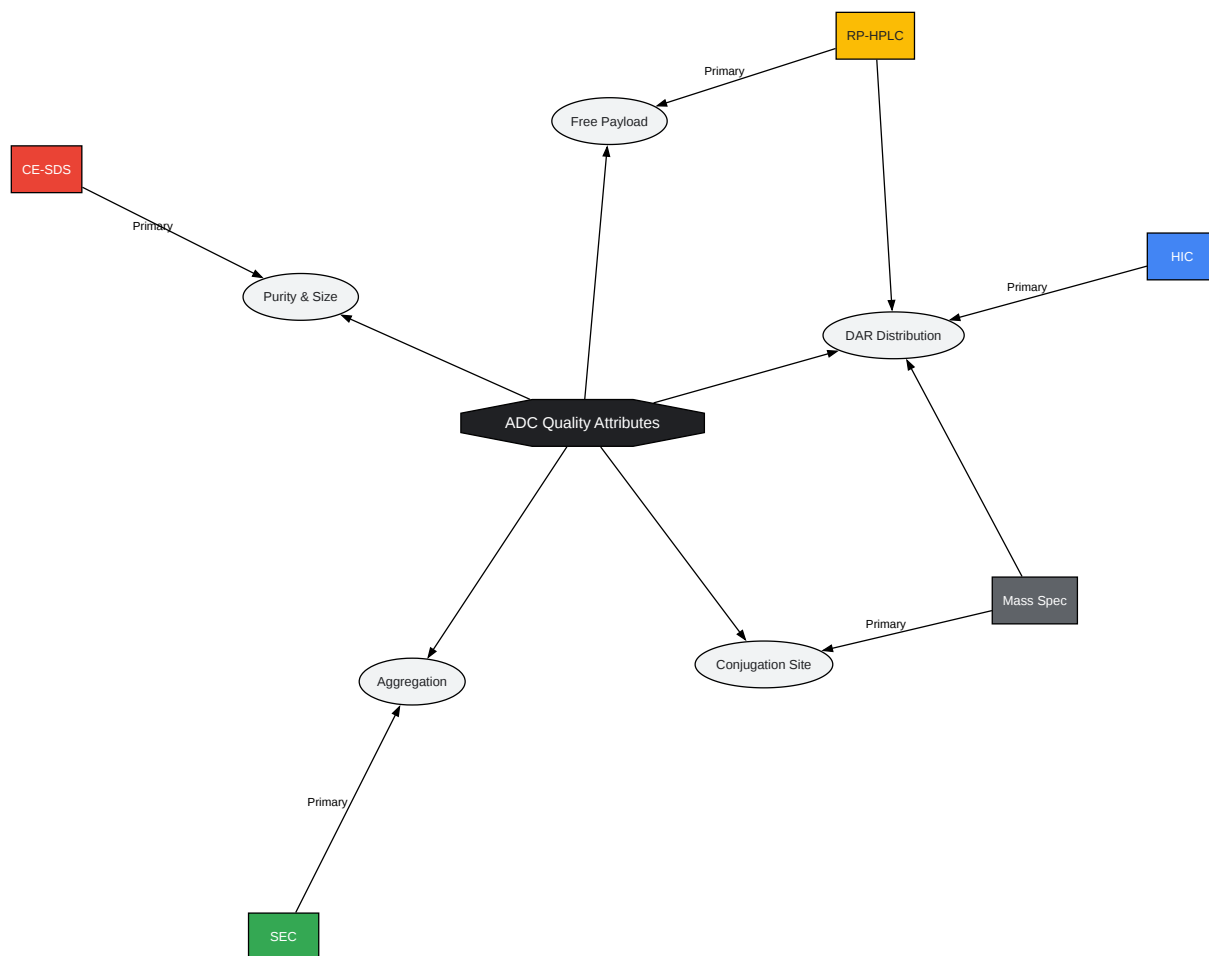 RP-HPLC
Primary
Free Payload
CE-SDS
Primary
HIC
Primary
Purity & Size
DAR Distribution
ADC Quality Attributes
Mass Spec
Primary
Conjugation Site
Aggregation
Primary
SEC